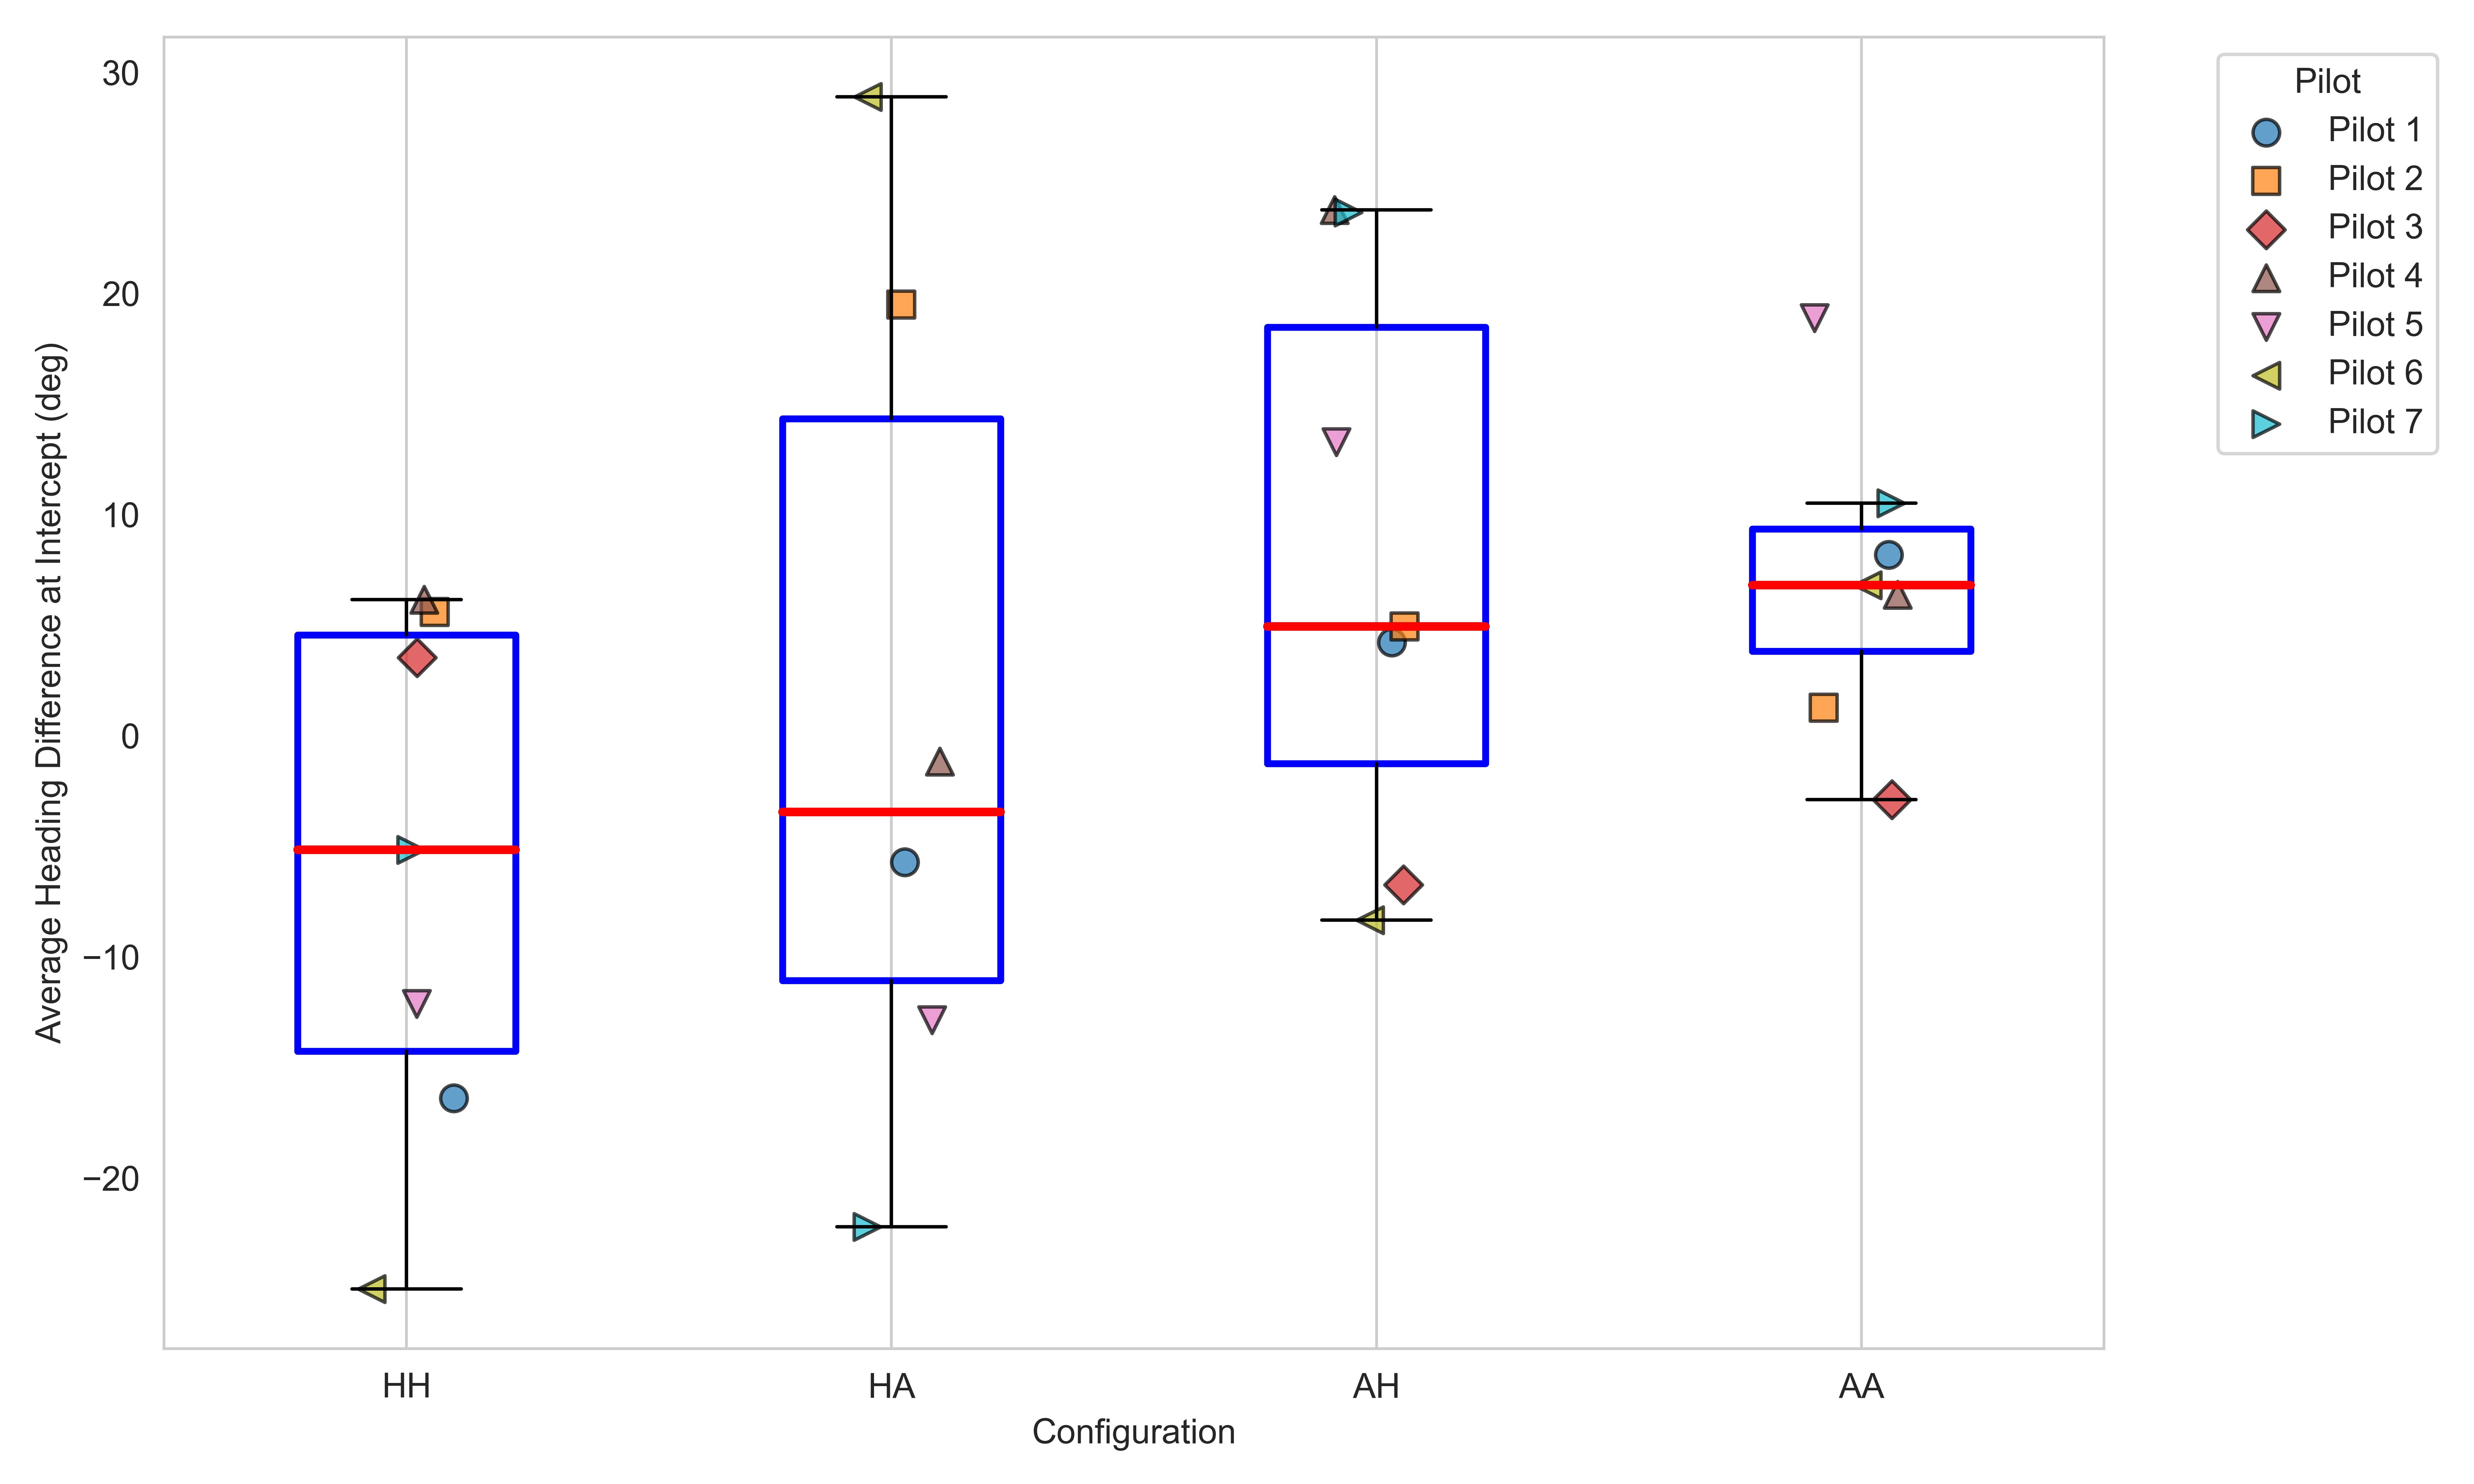 Average Heading Difference at Intercept (deg)
30
20
10
0
−10
−20
HH
HA
AH
AA
Configuration
Pilot
Pilot 1
Pilot 2
Pilot 3
Pilot 4
Pilot 5
Pilot 6
Pilot 7